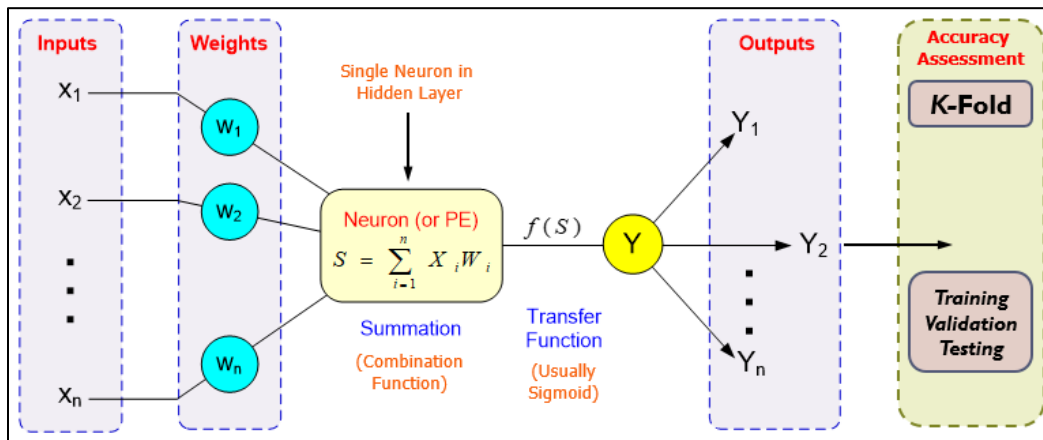 Inputs
Weights
Outputs
Accuracy
Assessment
X1
X2
Xn
W1
W2
Wn
Single Neuron in
Hidden Layer
Neuron (or PE)
S = ∑ i=1 n X i W i
Summation
(Combination
Function)
f(S)
Transfer
Function
(Usually
Sigmoid)
Y
Y1
Y2
Yn
K-Fold
Training
Validation
Testing